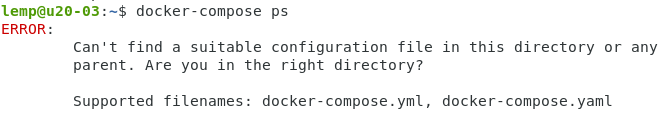 lemp@u20-03:~$ docker-compose ps
ERROR:
Can't find a suitable configuration file in this directory or any
parent. Are you in the right directory?
Supported filenames: docker-compose.yml, docker-compose.yaml